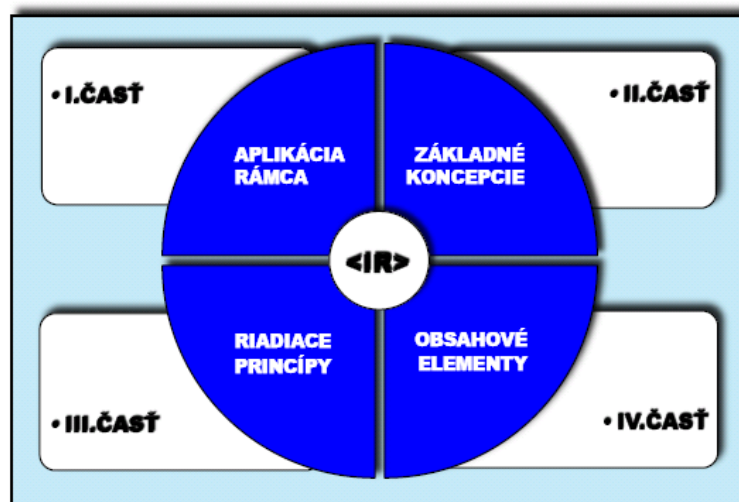 • I.ČASŤ
• II.ČASŤ
APLIKÁCIA
RÁMCA
ZÁKLADNÉ
KONCEPCIE
<IR>
RIADIACE
PRINCÍPY
OBSAHOVÉ
ELEMENTY
• III.ČASŤ
• IV.ČASŤ